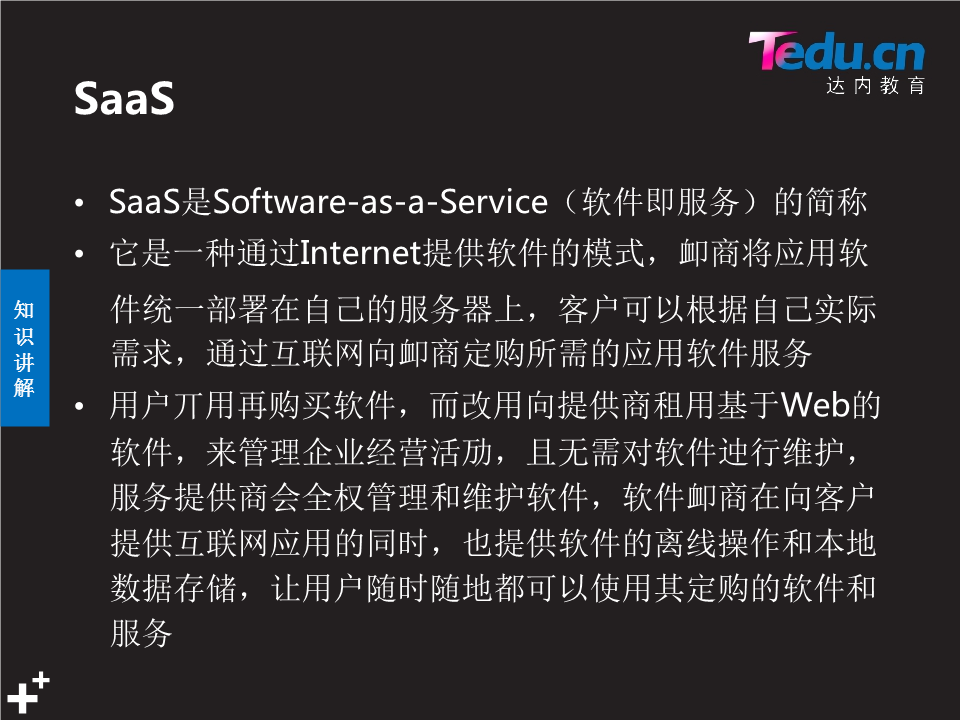 Tedu.cn
达内教育
SaaS
• SaaS是Software-as-a-Service（软件即服务）的简称
• 它是一种通过Internet提供软件的模式，卸商将应用软
件统一部署在自己的服务器上，客户可以根据自己实际
需求，通过互联网向卸商定购所需的应用软件服务
• 用户丌用再购买软件，而改用向提供商租用基于Web的
软件，来管理企业经营活劢，且无需对软件迚行维护，
服务提供商会全权管理和维护软件，软件卸商在向客户
提供互联网应用的同时，也提供软件的离线操作和本地
数据存储，让用户随时随地都可以使用其定购的软件和
服务
知
识
讲
解